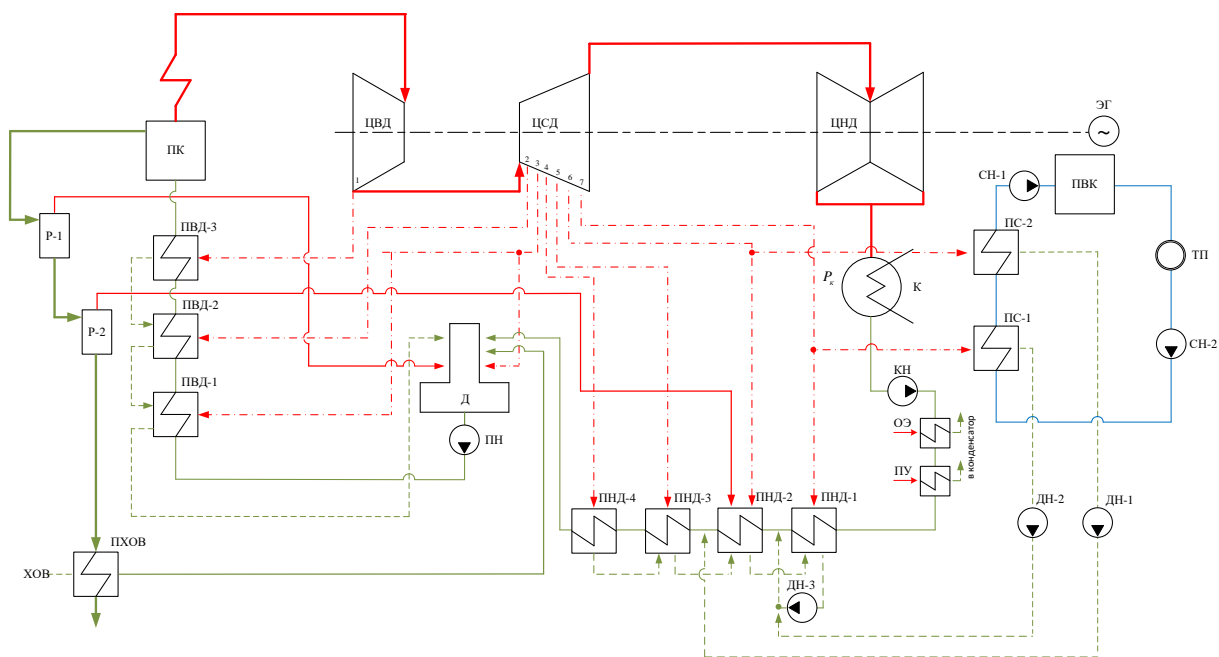 ЭГ
~
ЦВД
ЦСД
ЦНД
ПК
1
2
3
4
5
6
7
СН-1
ПВК
Р-1
ПВД-3
ПС-2
ТП
Pк
К
ПВД-2
Р-2
ПС-1
СН-2
ПВД-1
КН
Д
ПН
ОЭ
ПУ
в конденсатор
ПНД-4
ПНД-3
ПНД-2
ПНД-1
ДН-2
ДН-1
ПХОВ
ХОВ
ДН-3